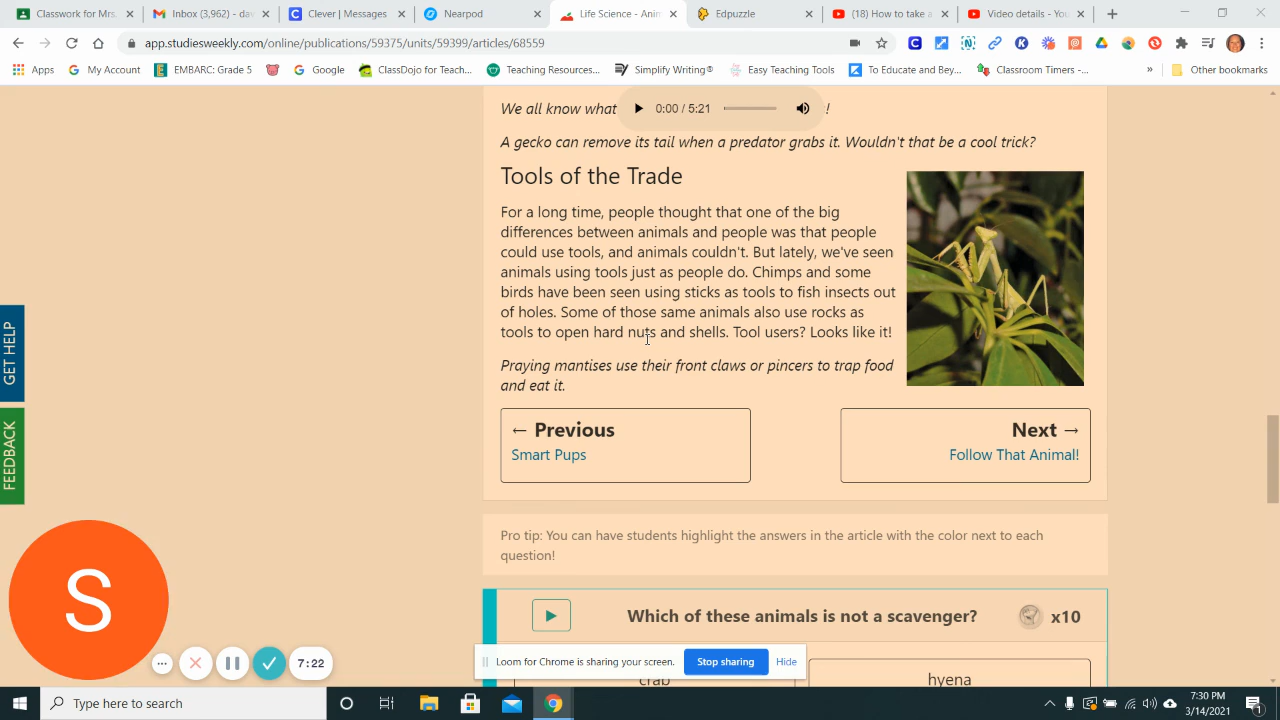 Classwork for Mrs.
Inbox (3,962) - dav
Clever | Messages
Nearpod
Life Science - Anim
Edpuzzle
(18) How to take a
Video details - You
app.studiesweekly.com/online/publications/59375/units/59399/articles/68559
Apps
My Account
EMBARC: Grade 5
Google
ClassDojo for Teach...
Teaching Resources...
Simplify Writing®
Easy Teaching Tools
To Educate and Bey...
Classroom Timers -...
»
Other bookmarks
We all know what
0:00 / 5:21
!
A gecko can remove its tail when a predator grabs it. Wouldn't that be a cool trick?
Tools of the Trade
For a long time, people thought that one of the big
differences between animals and people was that people
could use tools, and animals couldn't. But lately, we've seen
animals using tools just as people do. Chimps and some
birds have been seen using sticks as tools to fish insects out
of holes. Some of those same animals also use rocks as
tools to open hard nuts and shells. Tool users? Looks like it!
Praying mantises use their front claws or pincers to trap food
and eat it.
← Previous
Smart Pups
Next →
Follow That Animal!
Pro tip: You can have students highlight the answers in the article with the color next to each
question!
Which of these animals is not a scavenger?
x10
crab
hyena
GET HELP
FEEDBACK
S
7:22
Loom for Chrome is sharing your screen.
Stop sharing
Hide
Type here to search
7:30 PM
3/14/2021